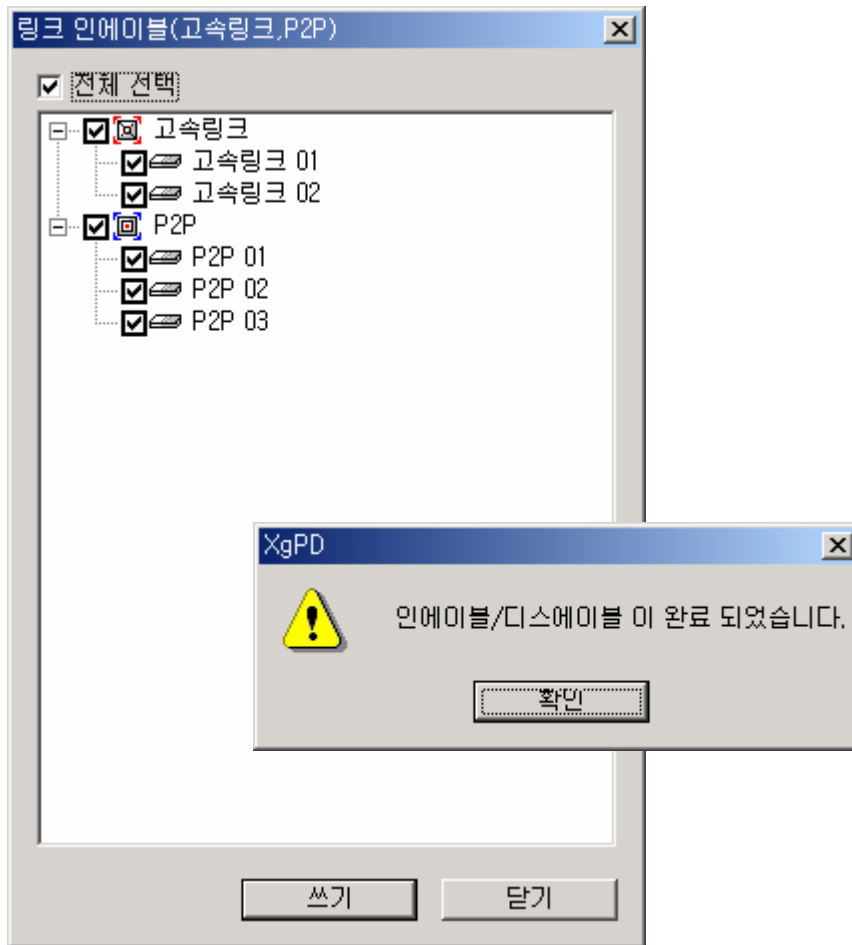 링크 인에이블(고속링크,P2P)
전체 선택
고속링크
고속링크 01
고속링크 02
P2P
P2P 01
P2P 02
P2P 03
XgPD
인에이블/디스에이블 이 완료 되었습니다.
확인
쓰기
닫기